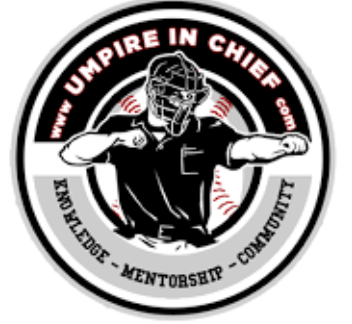 www UMPIRE IN CHIEF .com
KNOWLEDGE - MENTORSHIP - COMMUNITY